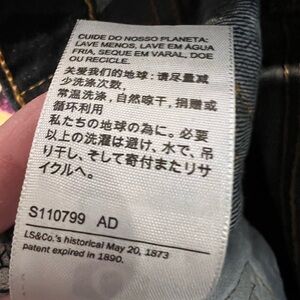 CUIDE DO NOSSO PLANETA:
LAVE MENOS, LAVE EM ÁGUA
FRIA, SEQUE EM VARAL, DOE
OU RECICLE.
关爱我们的地球：请尽量减
少洗涤次数，
常温洗涤，自然晾干，捐赠或
循环利用
私たちの地球の為に。必要
以上の洗濯は避け、水で、吊
り干し、そして寄付またリサ
イクルへ。
S110799 AD
LS&Co.'s historical May 20, 1873
patent expired in 1890.